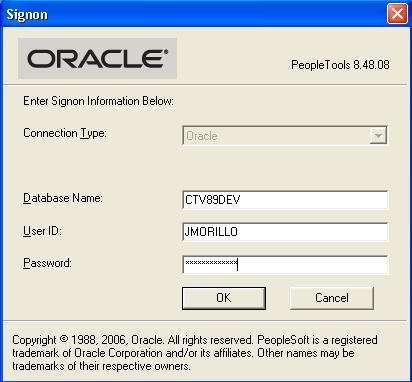 Signon
ORACLE®
PeopleTools 8.48.08
Enter Signon Information Below:
Connection Type:
Oracle
Database Name:
CTV89DEV
User ID:
JMORILLO
Password:
*************
OK
Cancel
Copyright © 1988, 2006, Oracle. All rights reserved. PeopleSoft is a registered
trademark of Oracle Corporation and/or its affiliates. Other names may be
trademarks of their respective owners.